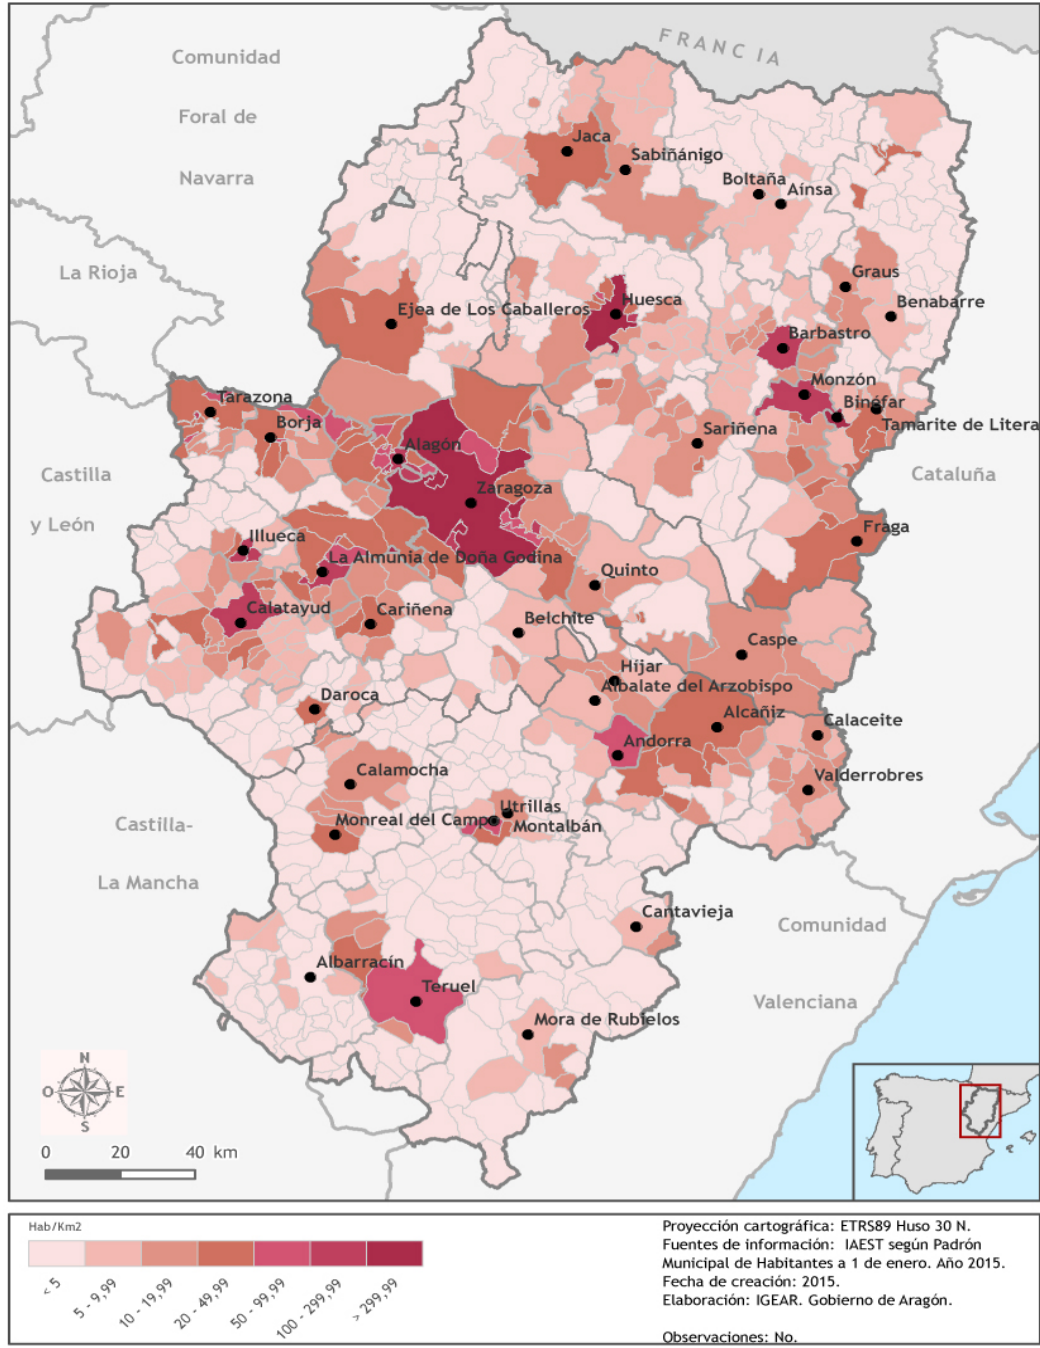 FRANCIA
Comunidad
Foral de
Navarra
Jaca
Sabiñánigo
Boltaña
Aínsa
La Rioja
Graus
Benabarre
Ejea de Los Caballeros
Huesca
Barbastro
Monzón
Binéfar
Tamarite de Litera
Tarazona
Borja
Sariñena
Alagón
Castilla
y León
Cataluña
Zaragoza
Fraga
Illueca
La Almunia de Doña Godina
Quinto
Calatayud
Cariñena
Belchite
Caspe
Híjar
Albalate del Arzobispo
Daroca
Alcañiz
Calaceite
Andorra
Calamocha
Valderrobres
Utrillas
Monreal del Campo
Montalbán
Castilla-
La Mancha
Cantavieja
Comunidad
Valenciana
Albarracín
Teruel
Mora de Rubielos
N
O
E
S
0 20 40 km
Hab/Km2
< 5
5 - 9,99
10 - 19,99
20 - 49,99
50 - 99,99
100 - 299,99
> 299,99
Proyección cartográfica: ETRS89 Huso 30 N.
Fuentes de información: IAEST según Padrón
Municipal de Habitantes a 1 de enero. Año 2015.
Fecha de creación: 2015.
Elaboración: IGEAR. Gobierno de Aragón.
Observaciones: No.